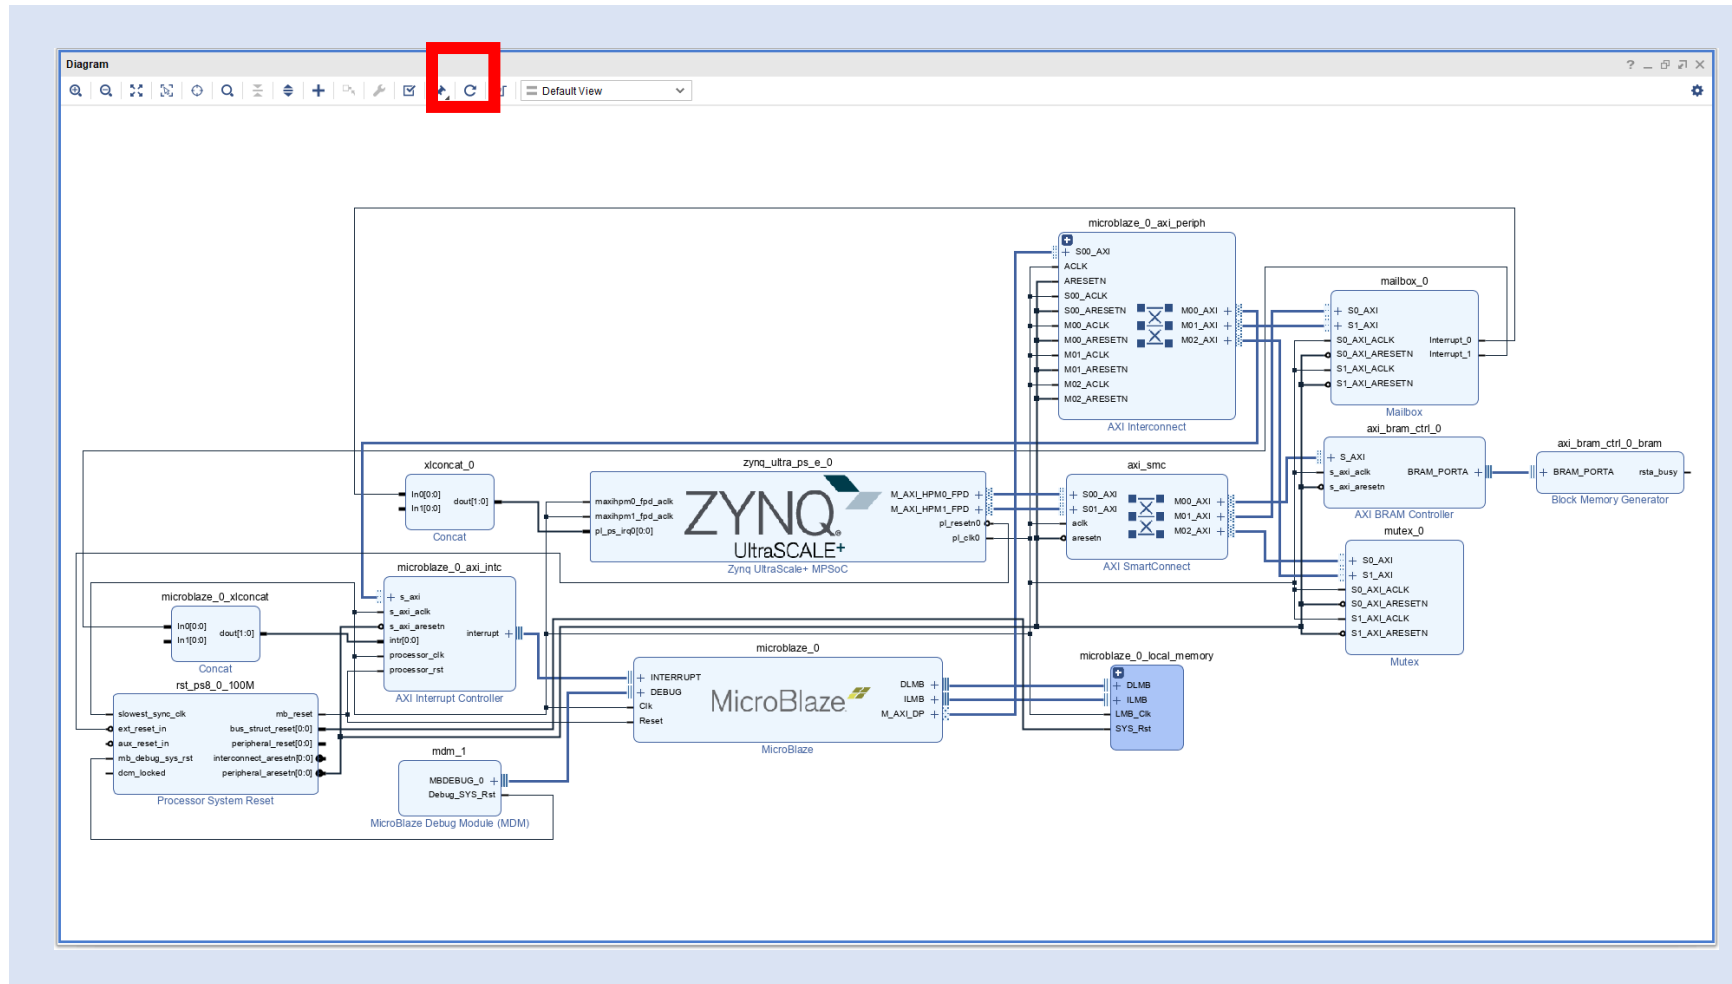 Diagram
Default View
microblaze_0_axi_periph
S00_AXI
ACLK
ARESETN
S00_ACLK
S00_ARESETN
M00_ACLK
M00_ARESETN
M01_ACLK
M01_ARESETN
M02_ACLK
M02_ARESETN
M00_AXI
M01_AXI
M02_AXI
AXI Interconnect
mailbox_0
S0_AXI
S1_AXI
S0_AXI_ACLK
S0_AXI_ARESETN
S1_AXI_ACLK
S1_AXI_ARESETN
Interrupt_0
Interrupt_1
Mailbox
axi_bram_ctrl_0
S_AXI
s_axi_aclk
s_axi_aresetn
BRAM_PORTA
AXI BRAM Controller
axi_bram_ctrl_0_bram
BRAM_PORTA
rsta_busy
Block Memory Generator
xlconcat_0
In0[0:0]
In1[0:0]
dout[1:0]
Concat
zynq_ultra_ps_e_0
maxihpm0_fpd_aclk
maxihpm1_fpd_aclk
pl_ps_irq0[0:0]
ZYNQ
UltraSCALE+
M_AXI_HPM0_FPD
M_AXI_HPM1_FPD
pl_resetn0
pl_clk0
Zynq UltraScale+ MPSoC
axi_smc
S00_AXI
S01_AXI
aclk
aresetn
M00_AXI
M01_AXI
M02_AXI
AXI SmartConnect
mutex_0
S0_AXI
S1_AXI
S0_AXI_ACLK
S0_AXI_ARESETN
S1_AXI_ACLK
S1_AXI_ARESETN
Mutex
microblaze_0_axi_intc
s_axi
s_axi_aclk
s_axi_aresetn
intr[0:0]
processor_clk
processor_rst
interrupt
AXI Interrupt Controller
microblaze_0_xlconcat
In0[0:0]
In1[0:0]
dout[1:0]
Concat
rst_ps8_0_100M
slowest_sync_clk
ext_reset_in
aux_reset_in
mb_debug_sys_rst
dcm_locked
mb_reset
bus_struct_reset[0:0]
peripheral_reset[0:0]
interconnect_aresetn[0:0]
peripheral_aresetn[0:0]
Processor System Reset
microblaze_0
INTERRUPT
DEBUG
Clk
Reset
MicroBlaze
DLMB
ILMB
M_AXI_DP
MicroBlaze
microblaze_0_local_memory
DLMB
ILMB
LMB_Clk
SYS_Rst
mdm_1
MBDEBUG_0
Debug_SYS_Rst
MicroBlaze Debug Module (MDM)